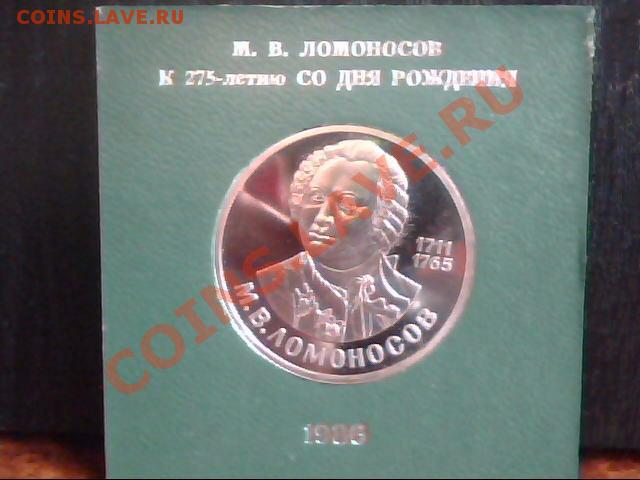 COINS.LAVE.RU
М. В. ЛОМОНОСОВ
К 275-летию СО ДНЯ РОЖДЕНИЯ
1711
1765
М.В.ЛОМОНОСОВ
1986
COINS.LAVE.RU